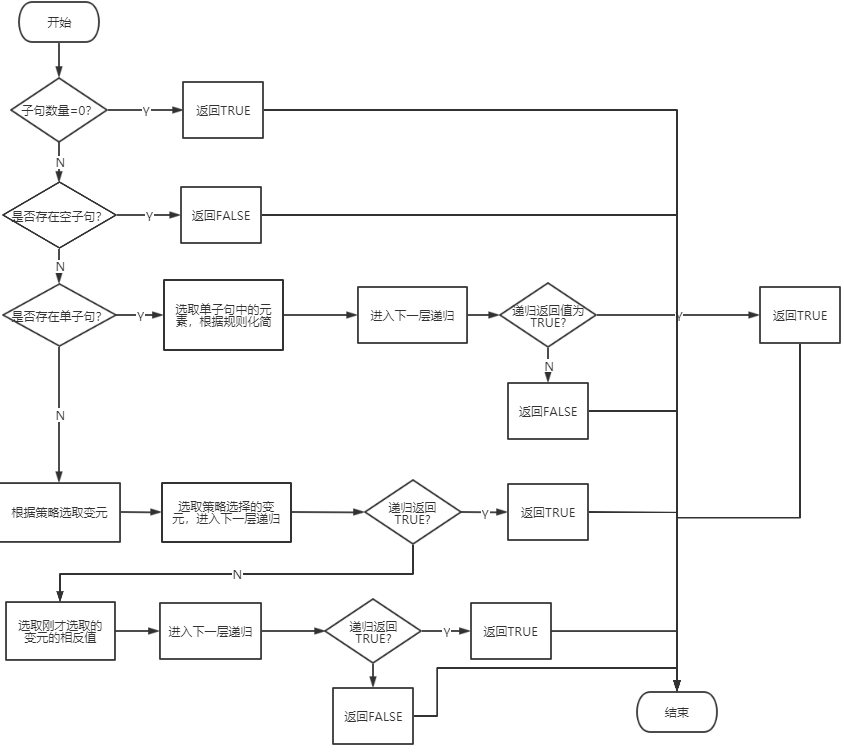 开始
子句数量=0?
Y
返回TRUE
N
是否存在空子句?
Y
返回FALSE
N
是否存在单子句?
Y
选取单子句中的元
素，根据规则化简
进入下一层递归
递归返回值为
TRUE?
Y
返回TRUE
N
返回FALSE
N
根据策略选取变元
选取策略选择的变
元，进入下一层递归
递归返回
TRUE?
Y
返回TRUE
N
选取刚才选取的
变元的相反值
进入下一层递归
递归返回
TRUE?
Y
返回TRUE
返回FALSE
结束